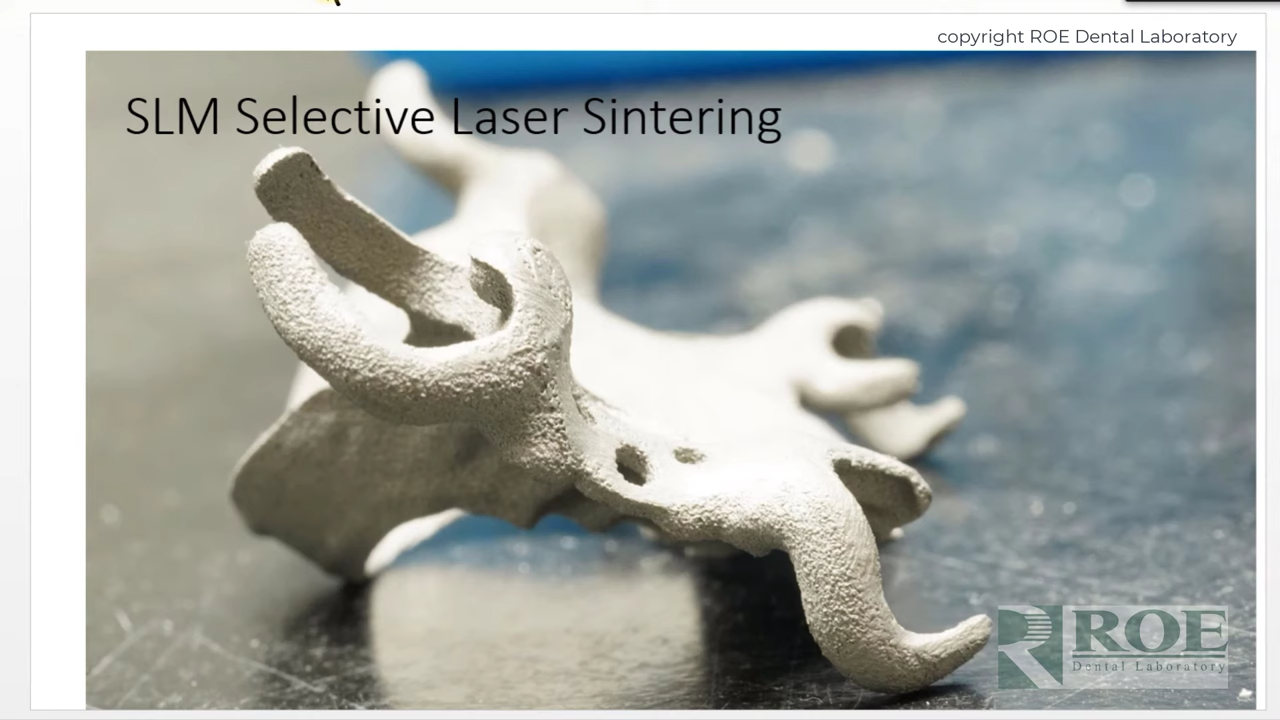 copyright ROE Dental Laboratory
SLM Selective Laser Sintering
ROE
Dental Laboratory